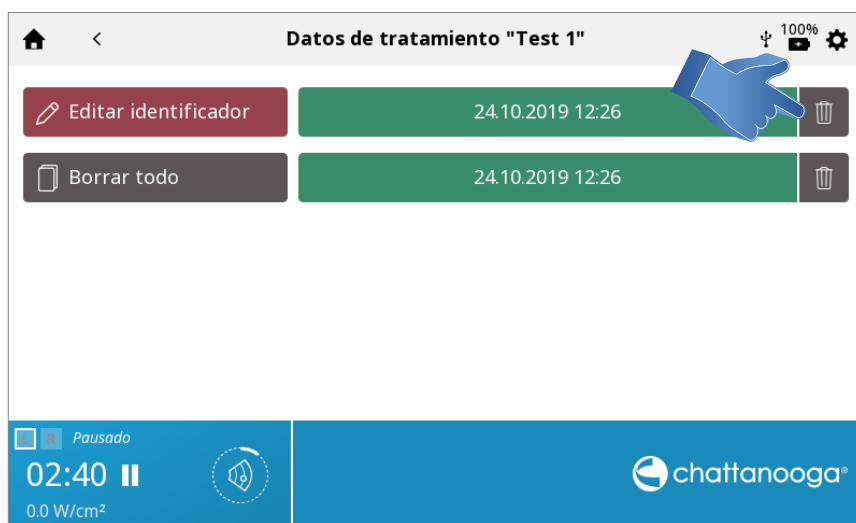 Datos de tratamiento "Test 1"
100%
Editar identificador
24.10.2019 12:26
Borrar todo
24.10.2019 12:26
L R Pausado
02:40
0.0 W/cm²
chattanooga®